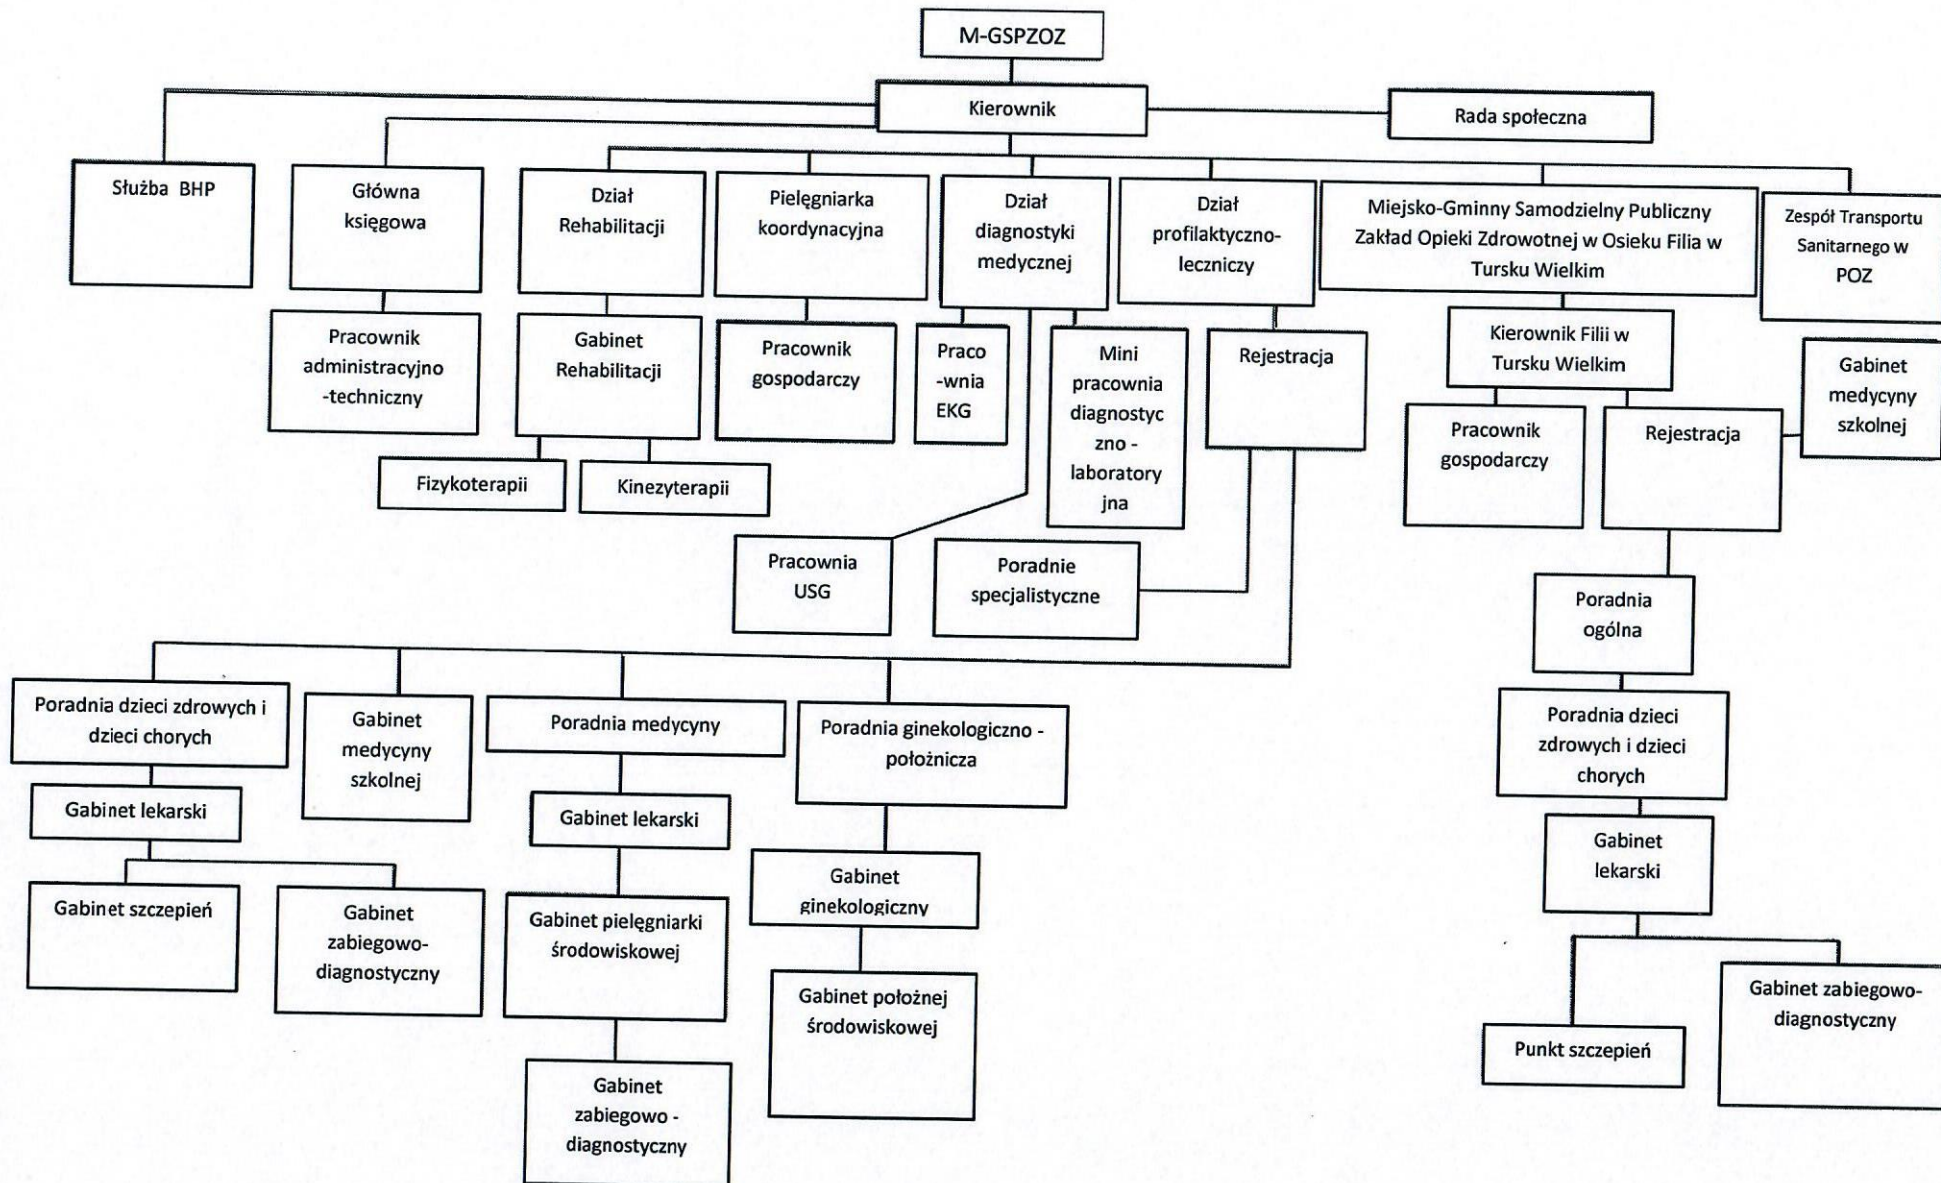 M-GSPZOZ
Kierownik
Rada społeczna
Służba BHP
Główna
księgowa
Dział
Rehabilitacji
Pielęgniarka
koordynacyjna
Dział
diagnostyki
medycznej
Dział
profilaktyczno-
leczniczy
Miejsko-Gminny Samodzielny Publiczny
Zakład Opieki Zdrowotnej w Osieku Filia w
Tursku Wielkim
Zespół Transportu
Sanitarnego w
POZ
Pracownik
administracyjno
-techniczny
Gabinet
Rehabilitacji
Pracownik
gospodarczy
Praco
-wnia
EKG
Mini
pracownia
diagnostyc
zno -
laboratory
jna
Rejestracja
Kierownik Filii w
Tursku Wielkim
Gabinet
medycyny
szkolnej
Pracownik
gospodarczy
Rejestracja
Fizykoterapii
Kinezyterapii
Pracownia
USG
Poradnie
specjalistyczne
Poradnia
ogólna
Poradnia dzieci zdrowych i
dzieci chorych
Gabinet
medycyny
szkolnej
Poradnia medycyny
Poradnia ginekologiczno -
położnicza
Poradnia dzieci
zdrowych i dzieci
chorych
Gabinet lekarski
Gabinet lekarski
Gabinet
lekarski
Gabinet szczepień
Gabinet
zabiegowo-
diagnostyczny
Gabinet pielęgniarki
środowiskowej
Gabinet
ginekologiczny
Gabinet położnej
środowiskowej
Gabinet zabiegowo-
diagnostyczny
Punkt szczepień
Gabinet
zabiegowo -
diagnostyczny